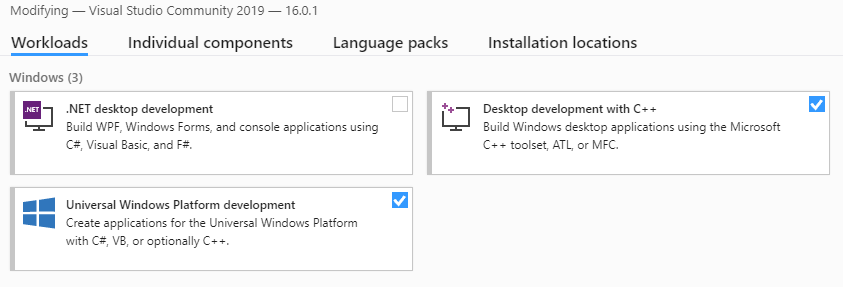 Modifying — Visual Studio Community 2019 — 16.0.1
Workloads Individual components Language packs Installation locations
Windows (3)
.NET
.NET desktop development
Build WPF, Windows Forms, and console applications using
C#, Visual Basic, and F#.
Desktop development with C++
Build Windows desktop applications using the Microsoft
C++ toolset, ATL, or MFC.
Universal Windows Platform development
Create applications for the Universal Windows Platform
with C#, VB, or optionally C++.